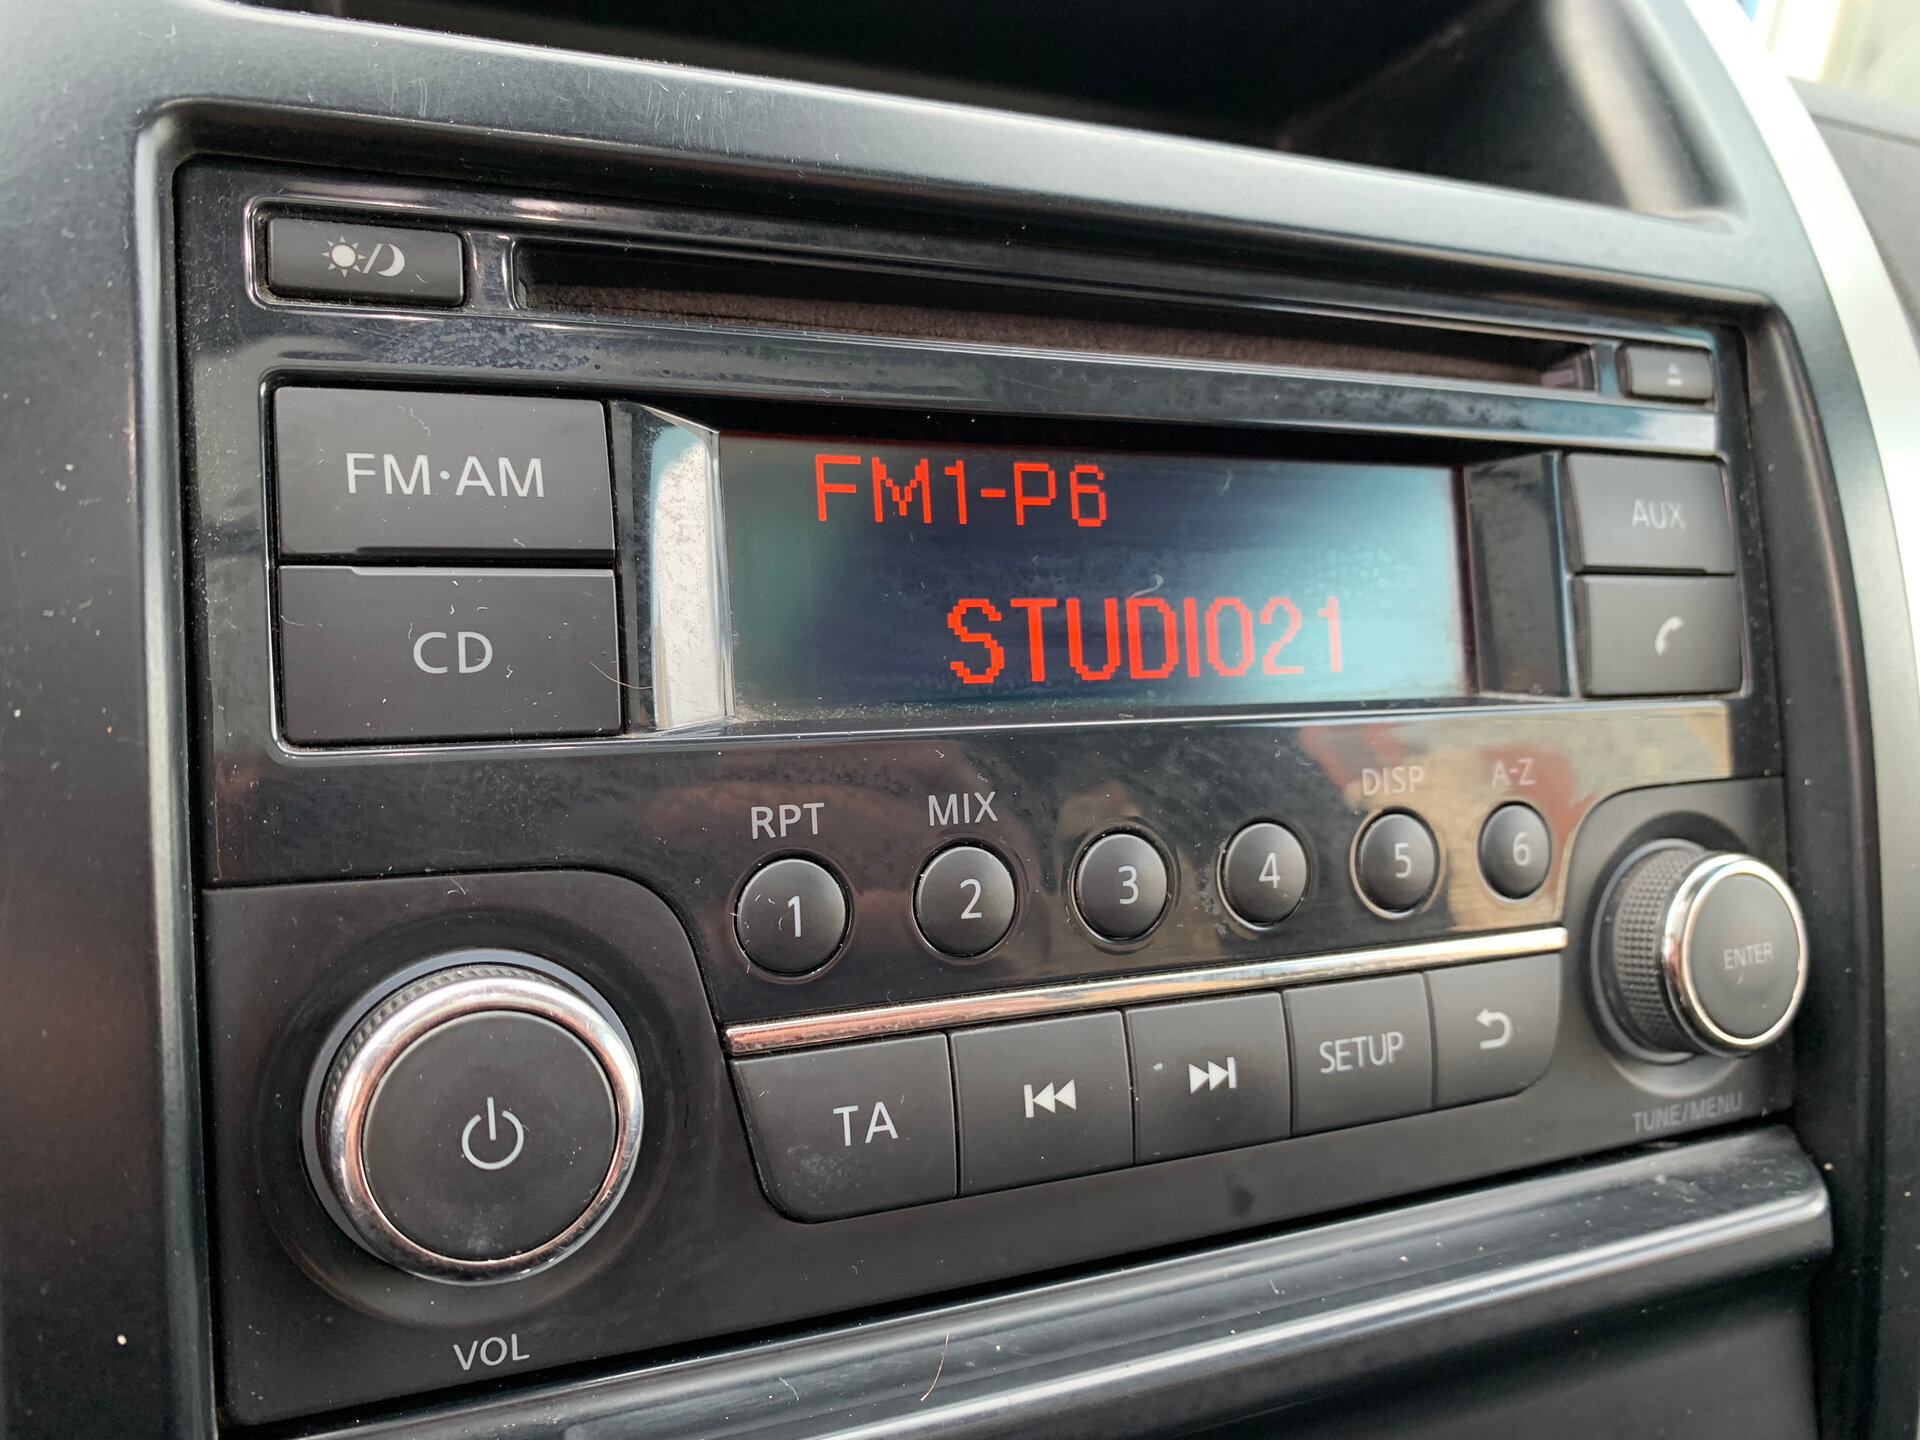 FM·AM
FM1-P6
AUX
CD
STUDIO21
RPT MIX DISP A-Z
1 2 3 4 5 6
ENTER
TA SETUP
TUNE/MENU
VOL